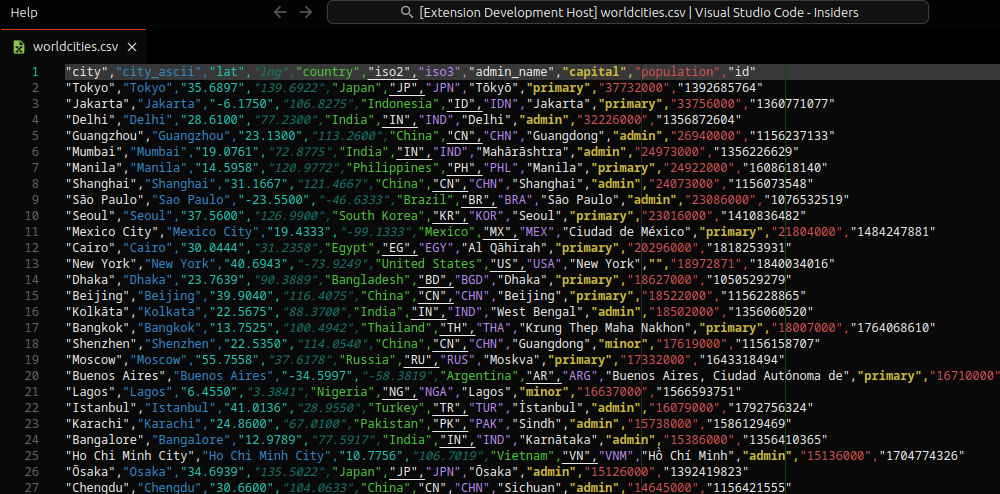 Help
[Extension Development Host] worldcities.csv | Visual Studio Code - Insiders
worldcities.csv
1 "city","city_ascii","lat","lng","country","iso2","iso3","admin_name","capital","population","id"
2 "Tokyo","Tokyo","35.6897","139.6922","Japan","JP","JPN","Tōkyō","primary","37732000","1392685764"
3 "Jakarta","Jakarta","-6.1750","106.8275","Indonesia","ID","IDN","Jakarta","primary","33756000","1360771077"
4 "Delhi","Delhi","28.6100","77.2300","India","IN","IND","Delhi","admin","32226000","1356872604"
5 "Guangzhou","Guangzhou","23.1300","113.2600","China","CN","CHN","Guangdong","admin","26940000","1156237133"
6 "Mumbai","Mumbai","19.0761","72.8775","India","IN","IND","Mahārāshtra","admin","24973000","1356226629"
7 "Manila","Manila","14.5958","120.9772","Philippines","PH","PHL","Manila","primary","24922000","1608618140"
8 "Shanghai","Shanghai","31.1667","121.4667","China","CN","CHN","Shanghai","admin","24073000","1156073548"
9 "São Paulo","Sao Paulo","-23.5500","-46.6333","Brazil","BR","BRA","São Paulo","admin","23086000","1076532519"
10 "Seoul","Seoul","37.5600","126.9900","South Korea","KR","KOR","Seoul","primary","23016000","1410836482"
11 "Mexico City","Mexico City","19.4333","-99.1333","Mexico","MX","MEX","Ciudad de México","primary","21804000","1484247881"
12 "Cairo","Cairo","30.0444","31.2358","Egypt","EG","EGY","Al Qāhirah","primary","20296000","1818253931"
13 "New York","New York","40.6943","-73.9249","United States","US","USA","New York","","18972871","1840034016"
14 "Dhaka","Dhaka","23.7639","90.3889","Bangladesh","BD","BGD","Dhaka","primary","18627000","1050529279"
15 "Beijing","Beijing","39.9040","116.4075","China","CN","CHN","Beijing","primary","18522000","1156228865"
16 "Kolkāta","Kolkata","22.5675","88.3700","India","IN","IND","West Bengal","admin","18502000","1356060520"
17 "Bangkok","Bangkok","13.7525","100.4942","Thailand","TH","THA","Krung Thep Maha Nakhon","primary","18007000","1764068610"
18 "Shenzhen","Shenzhen","22.5350","114.0540","China","CN","CHN","Guangdong","minor","17619000","1156158707"
19 "Moscow","Moscow","55.7558","37.6178","Russia","RU","RUS","Moskva","primary","17332000","1643318494"
20 "Buenos Aires","Buenos Aires","-34.5997","-58.3819","Argentina","AR","ARG","Buenos Aires, Ciudad Autónoma de","primary","16710000"
21 "Lagos","Lagos","6.4550","3.3841","Nigeria","NG","NGA","Lagos","minor","16637000","1566593751"
22 "Istanbul","Istanbul","41.0136","28.9550","Turkey","TR","TUR","İstanbul","admin","16079000","1792756324"
23 "Karachi","Karachi","24.8600","67.0100","Pakistan","PK","PAK","Sindh","admin","15738000","1586129469"
24 "Bangalore","Bangalore","12.9789","77.5917","India","IN","IND","Karnātaka","admin","15386000","1356410365"
25 "Ho Chi Minh City","Ho Chi Minh City","10.7756","106.7019","Vietnam","VN","VNM","Hồ Chí Minh","admin","15136000","1704774326"
26 "Ōsaka","Osaka","34.6939","135.5022","Japan","JP","JPN","Ōsaka","admin","15126000","1392419823"
27 "Chengdu","Chengdu","30.6600","104.0633","China","CN","CHN","Sichuan","admin","14645000","1156421555"